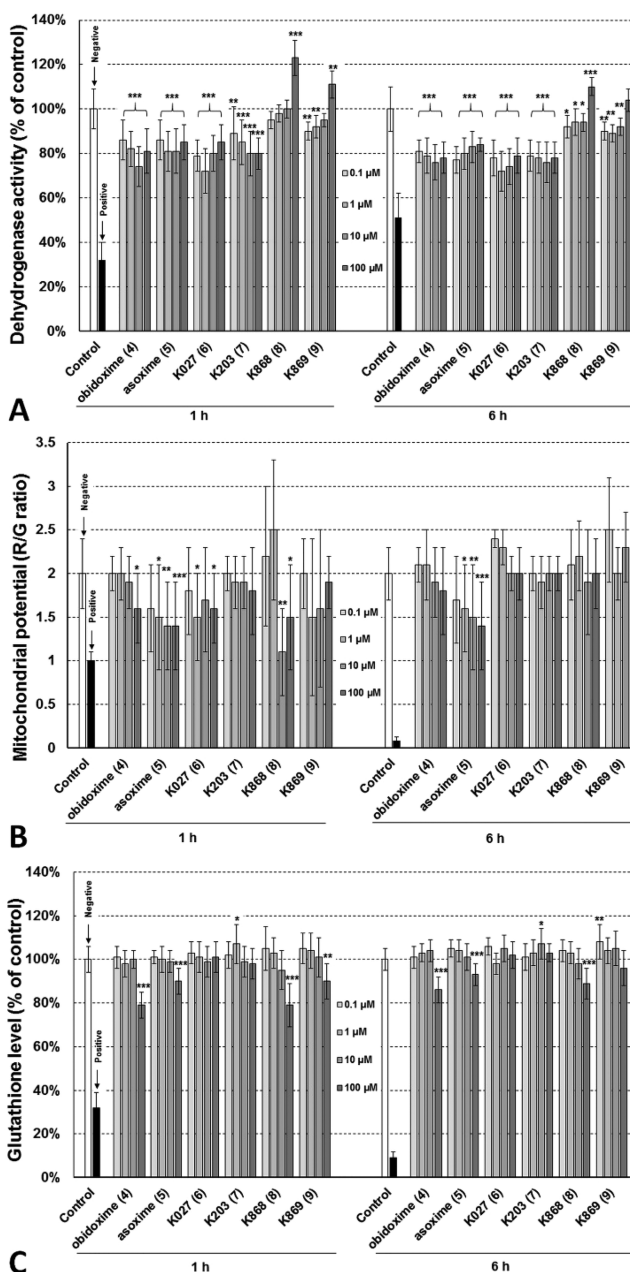 140%
120%
100%
80%
60%
40%
20%
0%
Dehydrogenase activity (% of control)
Negative
Positive
*** *** *** ** *** *** *** *** ** ** **
*** *** *** *** * * * *** ** ** *
0.1 µM
1 µM
10 µM
100 µM
Control
obidoxime (4)
asoxime (5)
K027 (6)
K203 (7)
K868 (8)
K869 (9)
Control
obidoxime (4)
asoxime (5)
K027 (6)
K203 (7)
K868 (8)
K869 (9)
1 h
6 h
A
3.5
3
2.5
2
1.5
1
0.5
0
Mitochondrial potential (R/G ratio)
Negative
Positive
* * ** *** * * ** *
* ** ***
0.1 µM
1 µM
10 µM
100 µM
Control
obidoxime (4)
asoxime (5)
K027 (6)
K203 (7)
K868 (8)
K869 (9)
Control
obidoxime (4)
asoxime (5)
K027 (6)
K203 (7)
K868 (8)
K869 (9)
1 h
6 h
B
140%
120%
100%
80%
60%
40%
20%
0%
Glutathione level (% of control)
Negative
Positive
*** *** * *** **
*** *** * *** **
0.1 µM
1 µM
10 µM
100 µM
Control
obidoxime (4)
asoxime (5)
K027 (6)
K203 (7)
K868 (8)
K869 (9)
Control
obidoxime (4)
asoxime (5)
K027 (6)
K203 (7)
K868 (8)
K869 (9)
1 h
6 h
C